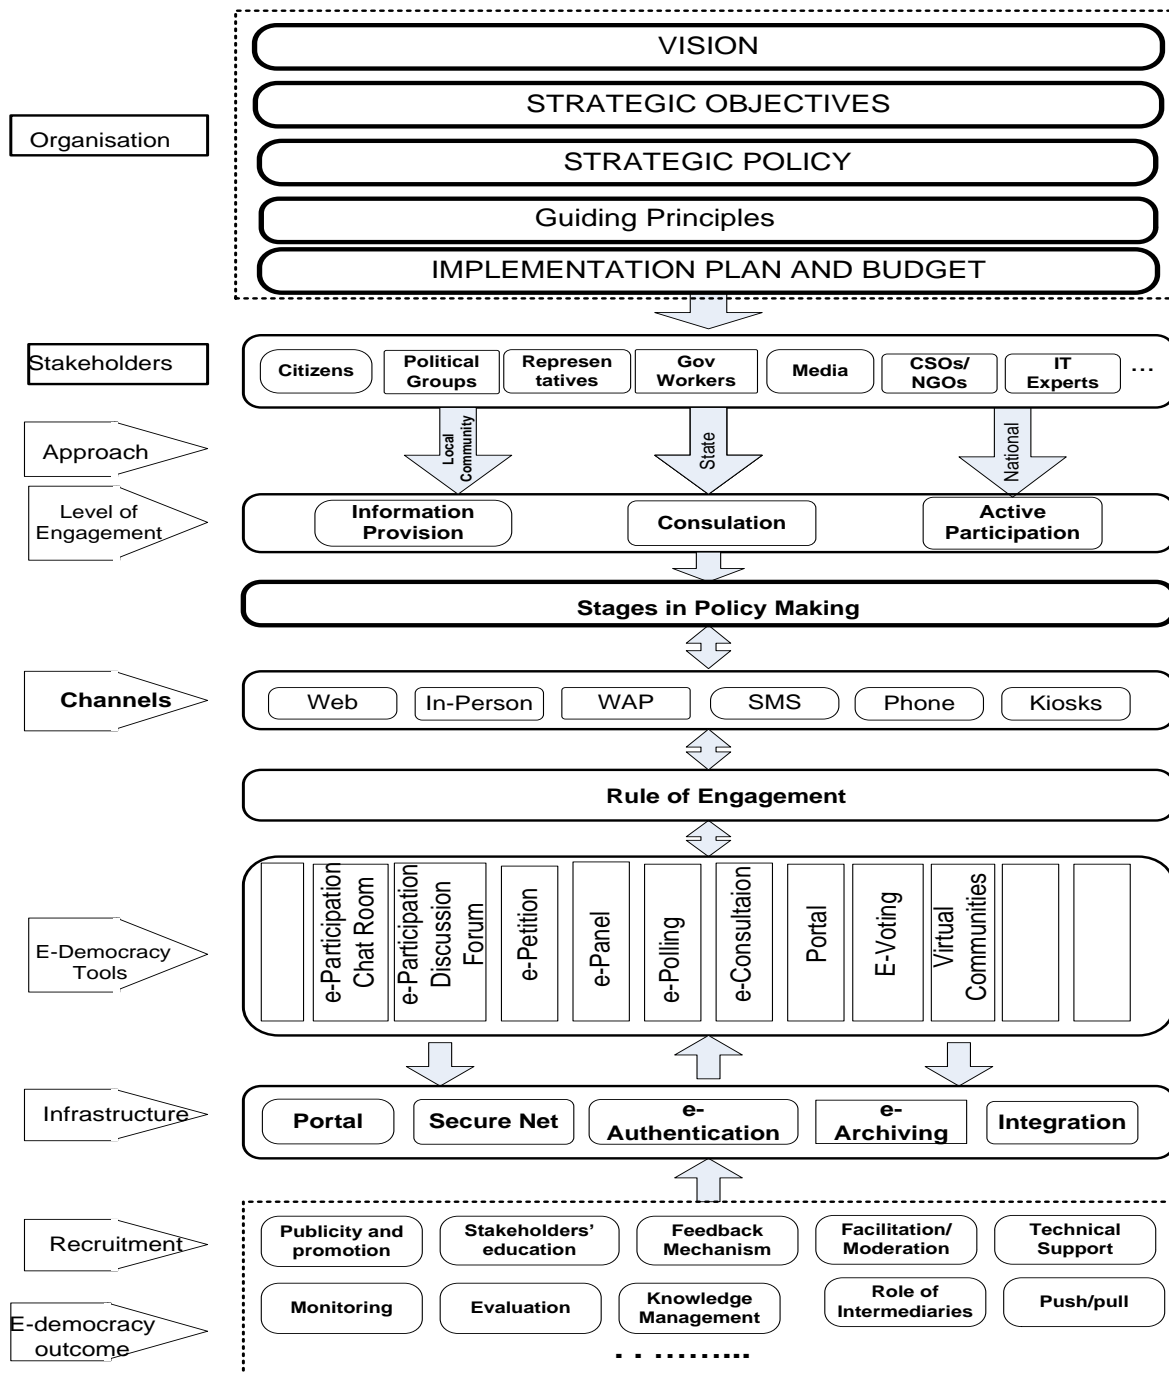 VISION
STRATEGIC OBJECTIVES
Organisation
STRATEGIC POLICY
Guiding Principles
IMPLEMENTATION PLAN AND BUDGET
Stakeholders
Citizens
Political
Groups
Represen
tatives
Gov
Workers
Media
CSOs/
NGOs
IT
Experts
...
Approach
Local
Community
State
National
Level of
Engagement
Information
Provision
Consulation
Active
Participation
Stages in Policy Making
Channels
Web
In-Person
WAP
SMS
Phone
Kiosks
Rule of Engagement
E-Democracy
Tools
e-Participation
Chat Room
e-Participation
Discussion
Forum
e-Petition
e-Panel
e-Polling
e-Consultaion
Portal
E-Voting
Virtual
Communities
Infrastructure
Portal
Secure Net
e-
Authentication
e-
Archiving
Integration
Recruitment
Publicity and
promotion
Stakeholders’
education
Feedback
Mechanism
Facilitation/
Moderation
Technical
Support
Monitoring
Evaluation
Knowledge
Management
Role of
Intermediaries
Push/pull
E-democracy
outcome
. . ........